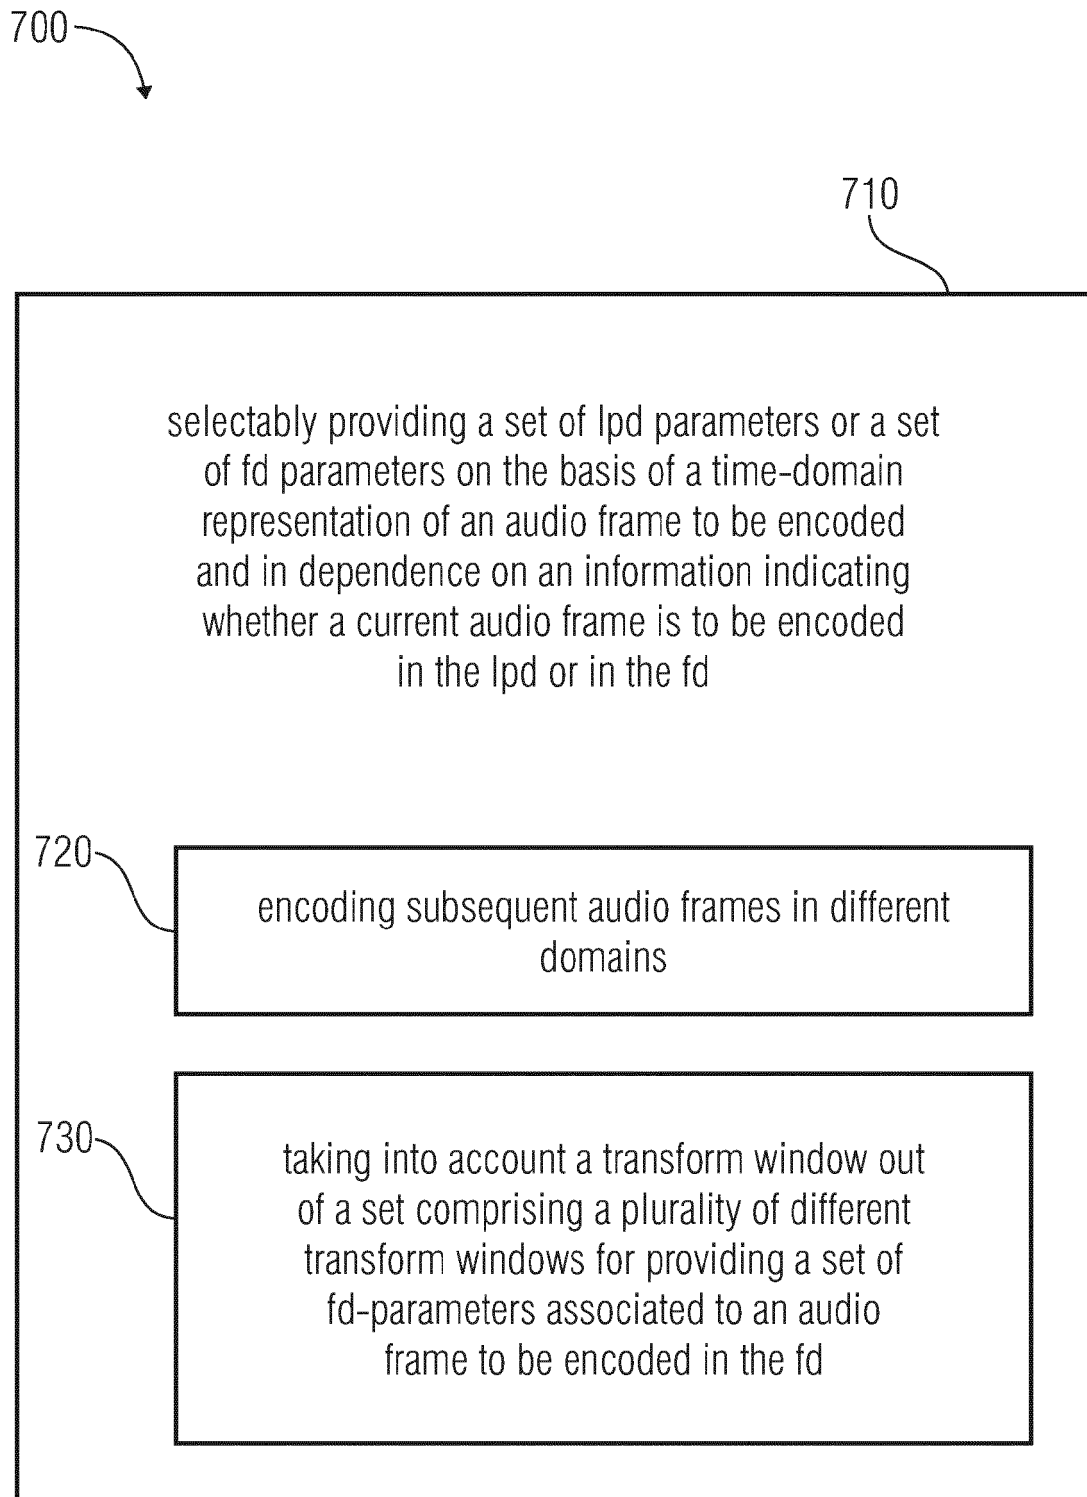 700
710
selectably providing a set of lpd parameters or a set
of fd parameters on the basis of a time-domain
representation of an audio frame to be encoded
and in dependence on an information indicating
whether a current audio frame is to be encoded
in the lpd or in the fd
720
encoding subsequent audio frames in different
domains
730
taking into account a transform window out
of a set comprising a plurality of different
transform windows for providing a set of
fd-parameters associated to an audio
frame to be encoded in the fd